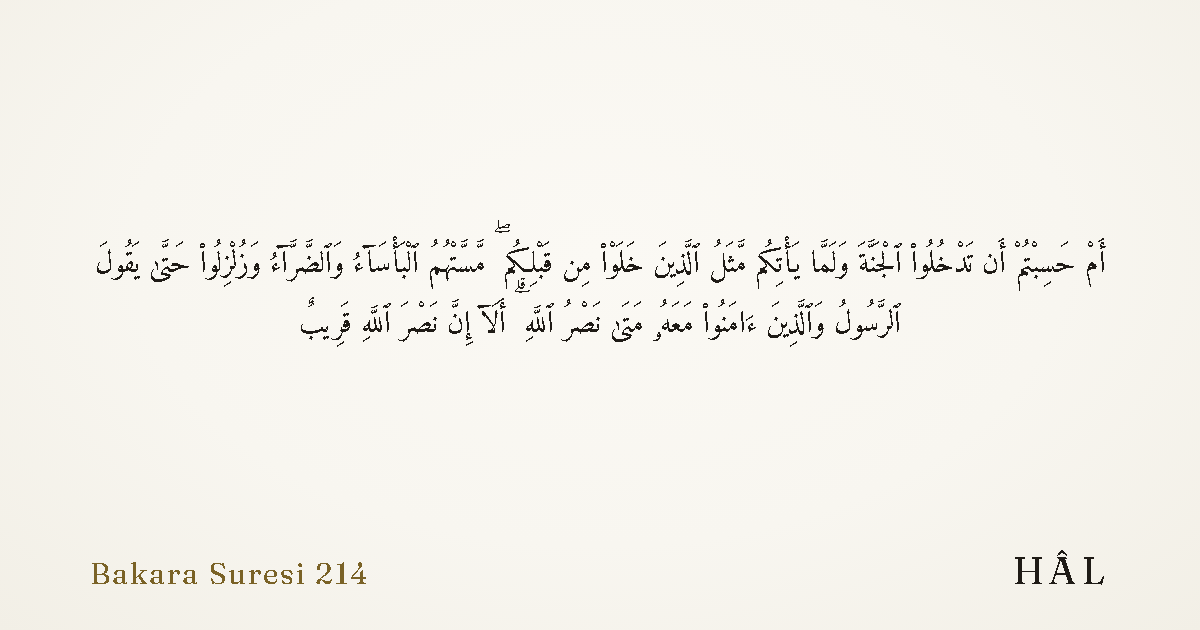 أَمْ حَسِبْتُمْ أَن تَدْخُلُوا۟ ٱلْجَنَّةَ وَلَمَّا يَأْتِكُم مَّثَلُ ٱلَّذِينَ خَلَوْا۟ مِن قَبْلِكُم ۖ مَّسَّتْهُمُ ٱلْبَأْسَآءُ وَٱلضَّرَّآءُ وَزُلْزِلُوا۟ حَتَّىٰ يَقُولَ
ٱلرَّسُولُ وَٱلَّذِينَ ءَامَنُوا۟ مَعَهُۥ مَتَىٰ نَصْرُ ٱللَّهِ ۗ أَلَآ إِنَّ نَصْرَ ٱللَّهِ قَرِيبٌ
Bakara Suresi 214
HÂL